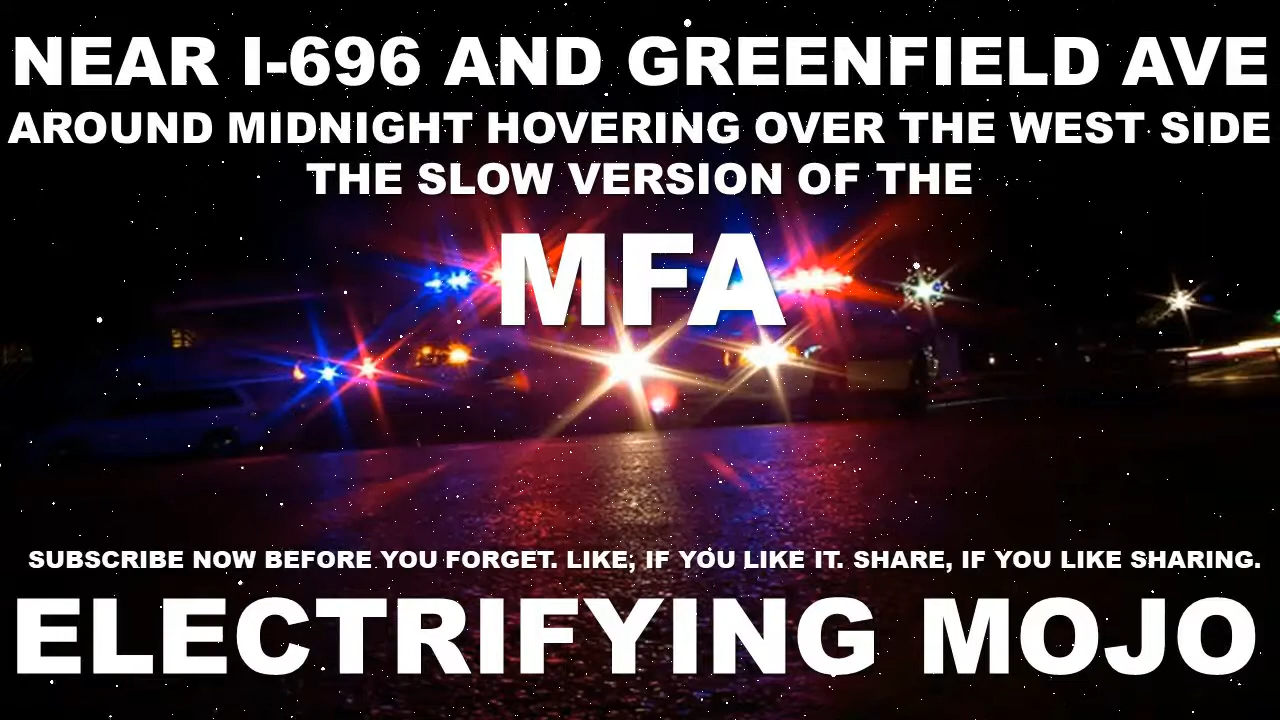 NEAR I-696 AND GREENFIELD AVE
AROUND MIDNIGHT HOVERING OVER THE WEST SIDE
THE SLOW VERSION OF THE
MFA
SUBSCRIBE NOW BEFORE YOU FORGET. LIKE, IF YOU LIKE IT. SHARE, IF YOU LIKE SHARING.
ELECTRIFYING MOJO